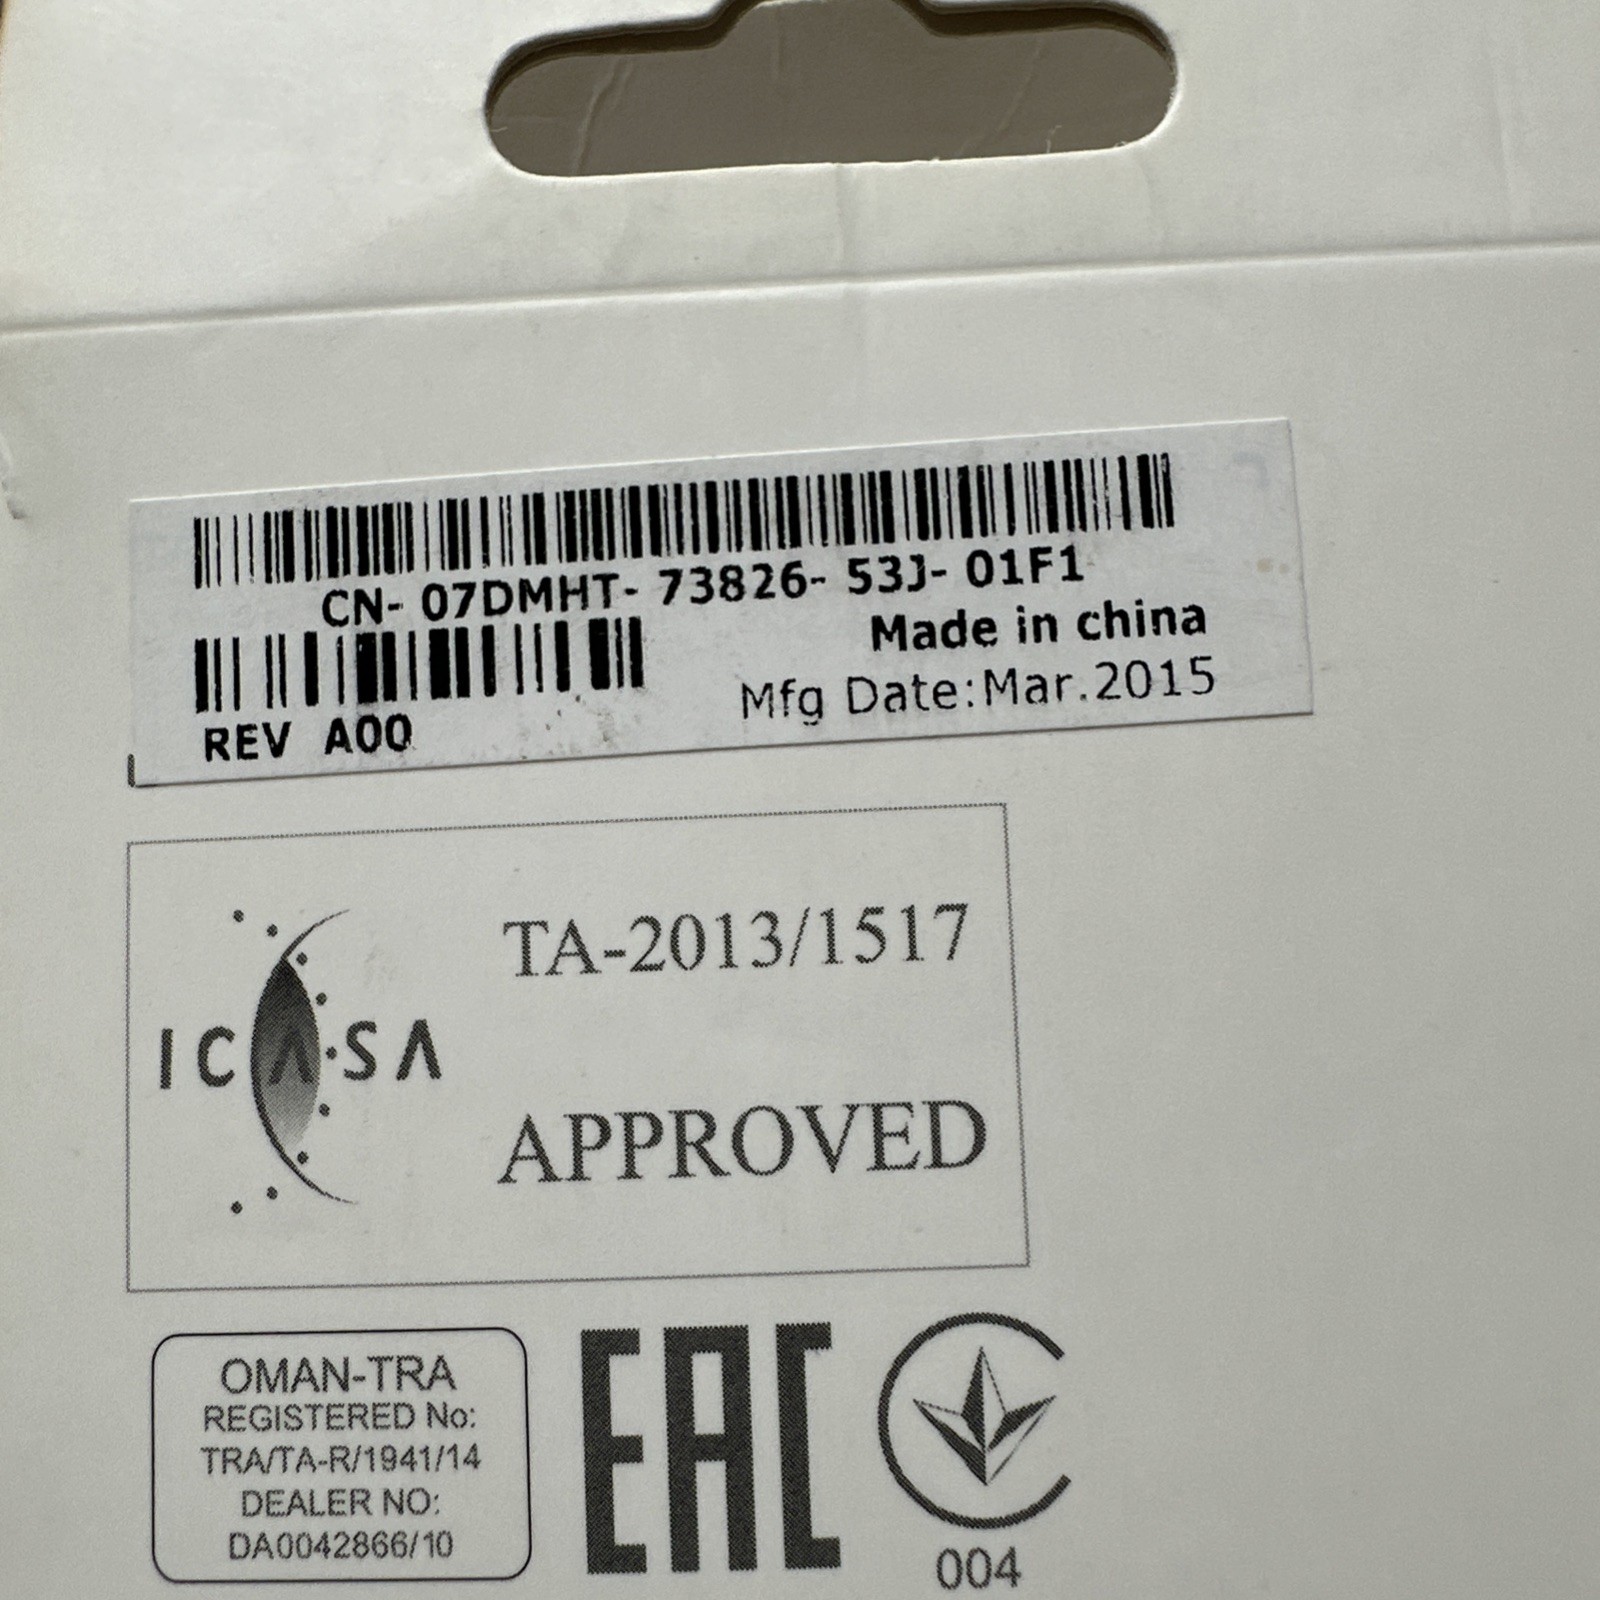 CN- 07DMHT- 73826- 53J- 01F1
Made in china
Mfg Date:Mar.2015
REV A00
TA-2013/1517
ICASA
APPROVED
OMAN-TRA
REGISTERED No:
TRA/TA-R/1941/14
DEALER NO:
DA0042866/10
EAC
004